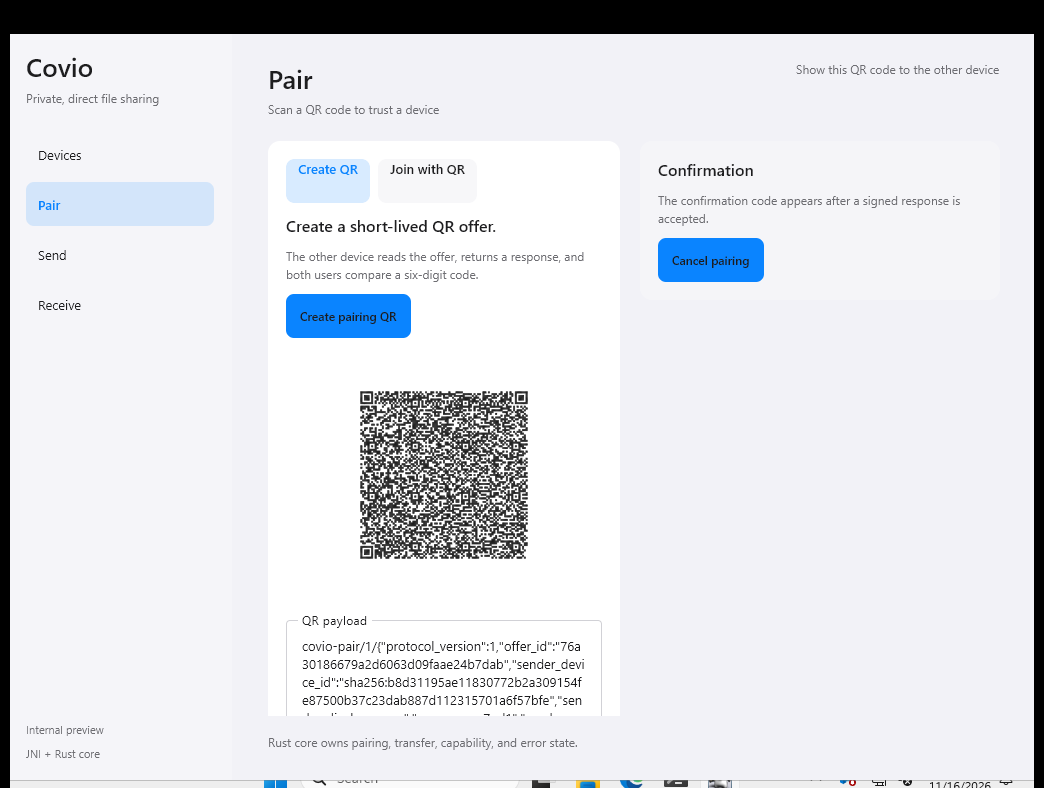 Covio
Private, direct file sharing
Devices
Pair
Send
Receive
Internal preview
JNI + Rust core
Pair
Scan a QR code to trust a device
Show this QR code to the other device
Create QR
Join with QR
Create a short-lived QR offer.
The other device reads the offer, returns a response, and
both users compare a six-digit code.
Create pairing QR
QR payload
covio-pair/1/{"protocol_version":1,"offer_id":"76a
30186679a2d6063d09faae24b7dab","sender_devi
ce_id":"sha256:b8d31195ae11830772b2a309154f
e87500b37c23dab887d112315701a6f57bfe","sen
Confirmation
The confirmation code appears after a signed response is
accepted.
Cancel pairing
Rust core owns pairing, transfer, capability, and error state.
Search
11/16/2026